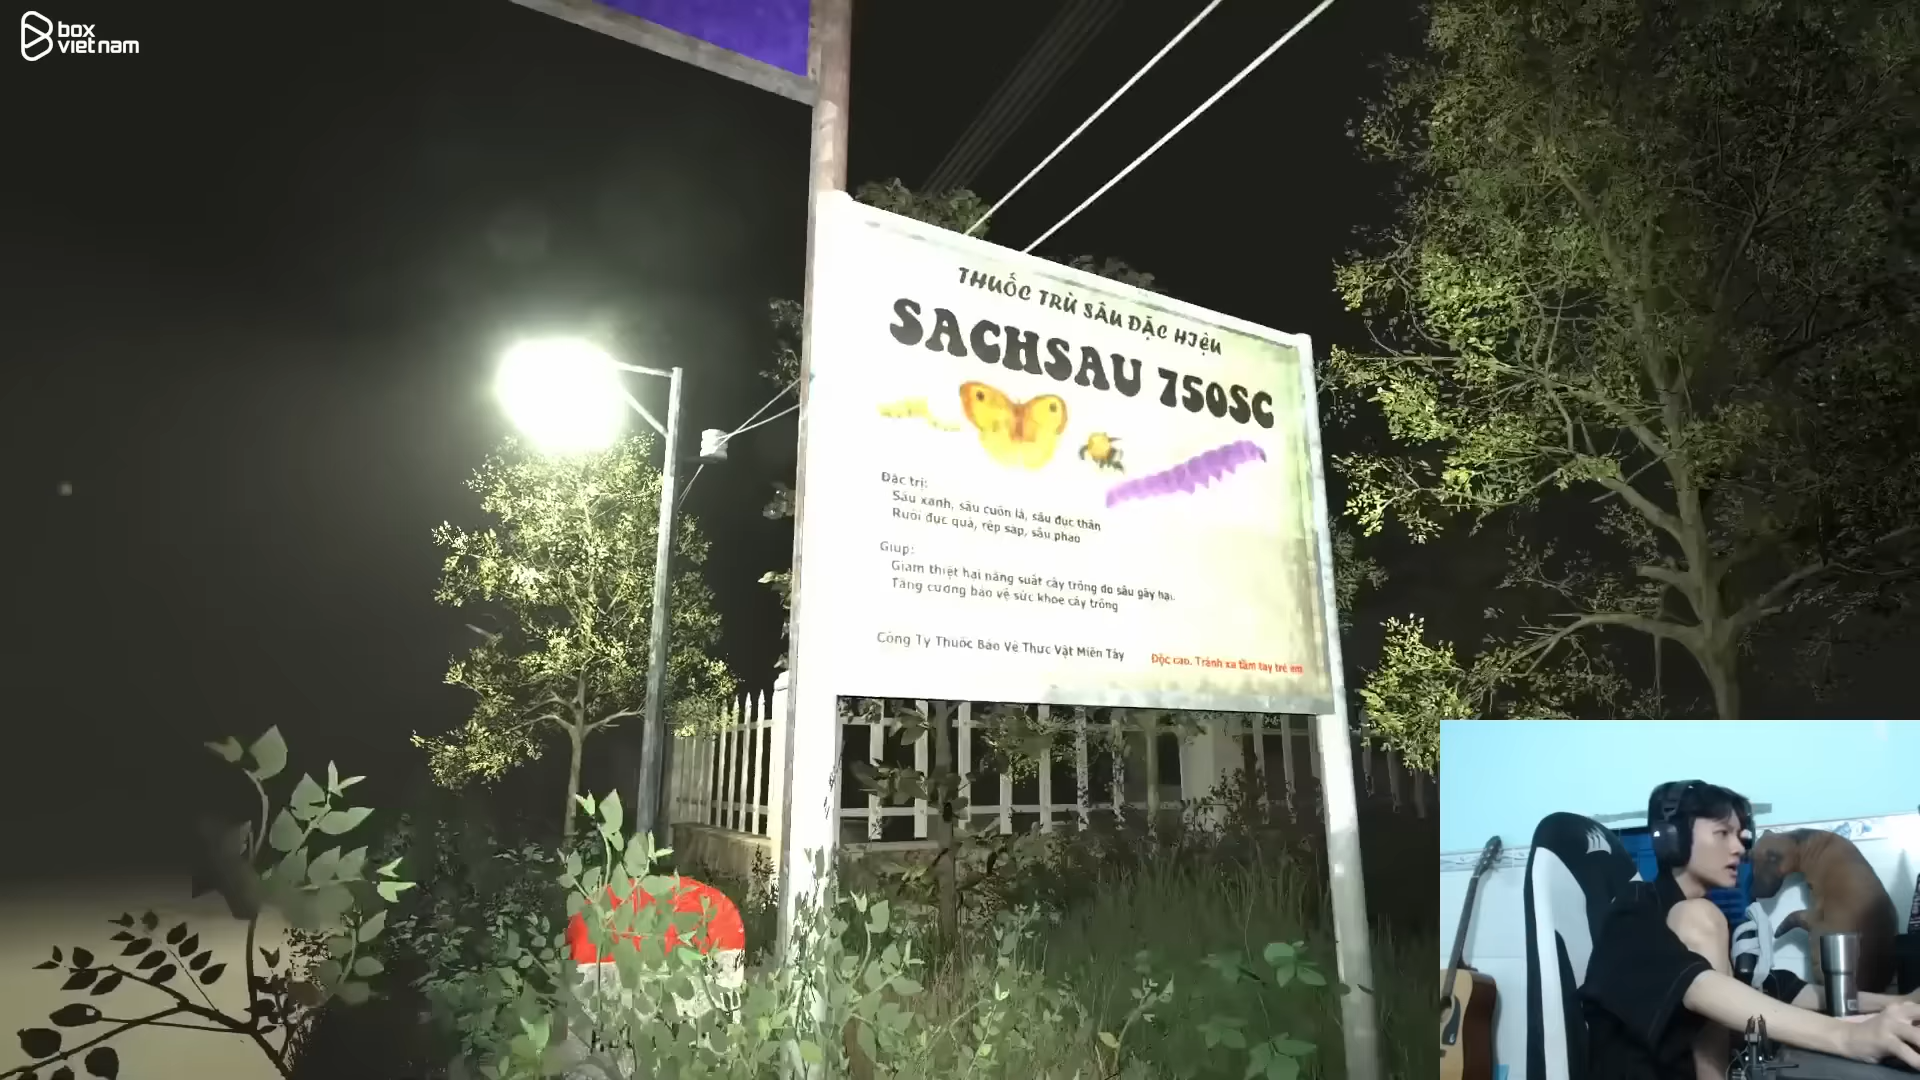 box
việt nam
THUỐC TRỪ SÂU ĐẶC HIỆU
SACHSAU 750SC
Đặc trị:
Sâu xanh, sâu cuốn lá, sâu đục thân
Ruồi đục quả, rệp sáp, sâu phao
Giúp:
Giảm thiệt hại năng suất cây trồng do sâu gây hại.
Tăng cường bảo vệ sức khỏe cây trồng
Công Ty Thuốc Bảo Vệ Thực Vật Miền Tây
Độc cao. Tránh xa tầm tay trẻ em